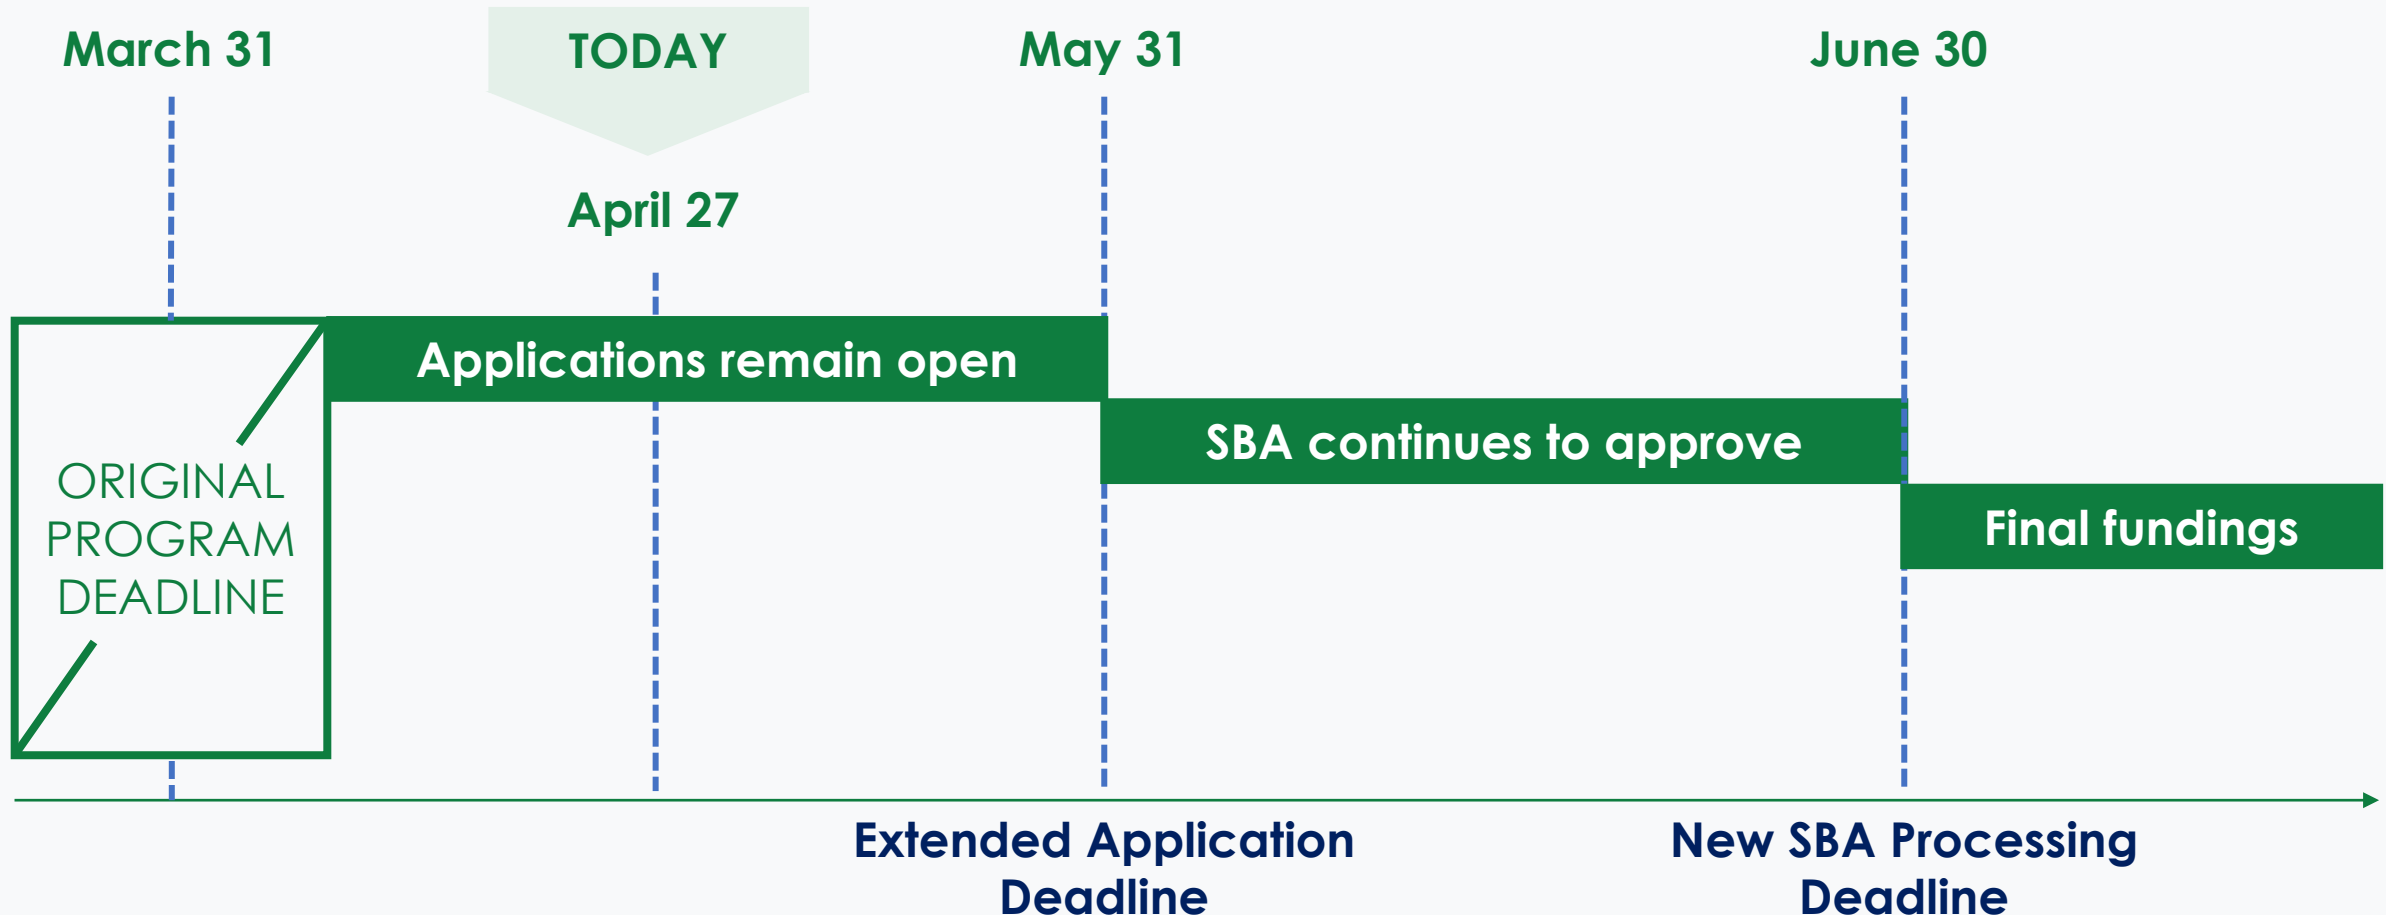 March 31
TODAY
May 31
June 30
April 27
Applications remain open
SBA continues to approve
ORIGINAL
PROGRAM
DEADLINE
Final fundings
Extended Application
Deadline
New SBA Processing
Deadline